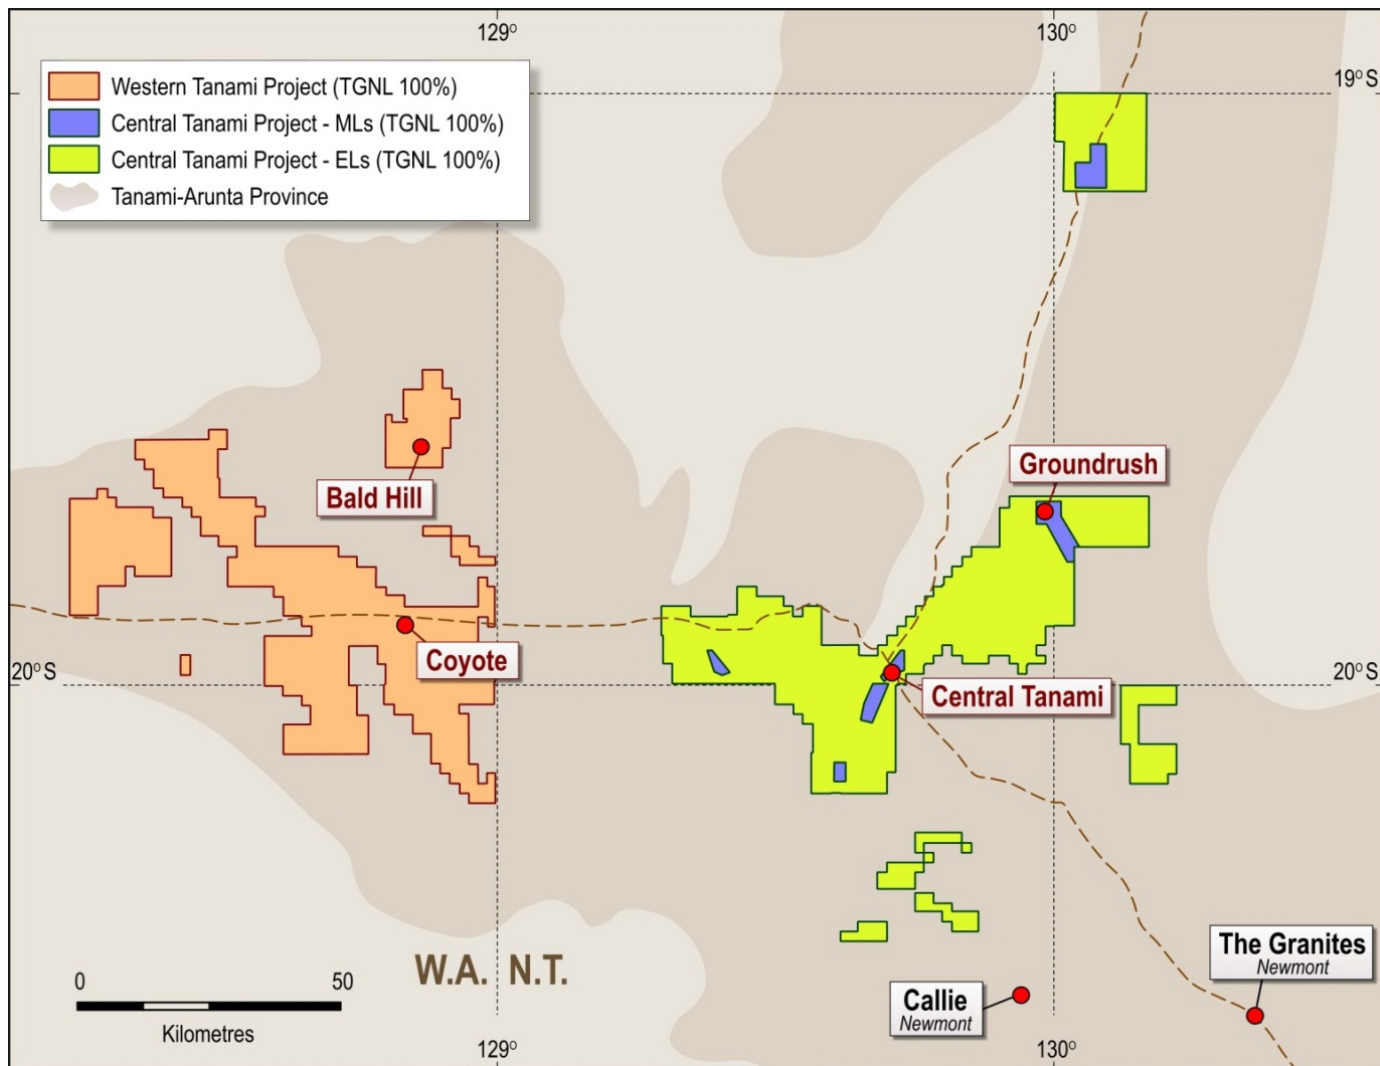 129°
130°
19°S
Western Tanami Project (TGNL 100%)
Central Tanami Project - MLs (TGNL 100%)
Central Tanami Project - ELs (TGNL 100%)
Tanami-Arunta Province
Groundrush
Bald Hill
Coyote
20°S
20°S
Central Tanami
W.A. N.T.
The Granites
Newmont
Callie
Newmont
0 50
Kilometres
129°
130°